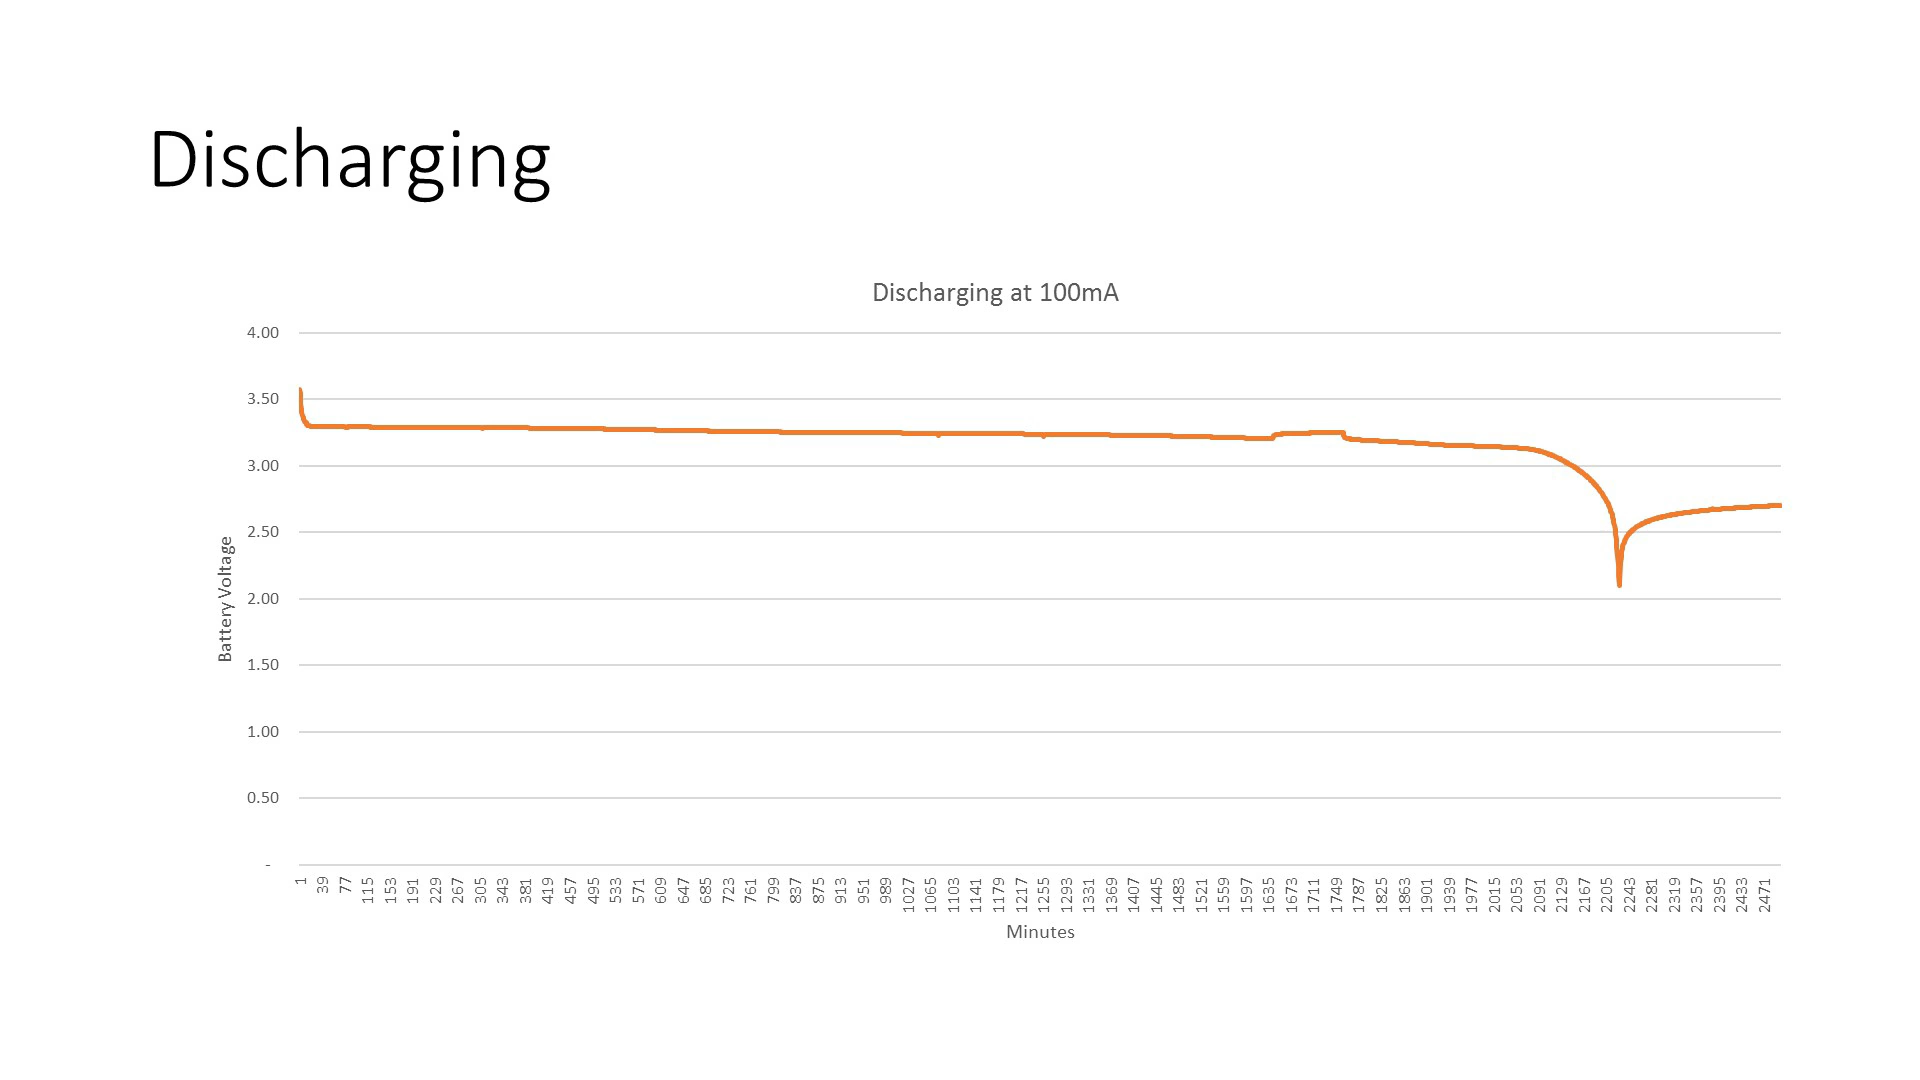 Discharging
Discharging at 100mA
4.00
3.50
3.00
2.50
2.00
1.50
1.00
0.50
-
Battery Voltage
1 39 77 115 153 191 229 267 305 343 381 419 457 495 533 571 609 647 685 723 761 799 837 875 913 951 989 1027 1065 1103 1141 1179 1217 1255 1293 1331 1369 1407 1445 1483 1521 1559 1597 1635 1673 1711 1749 1787 1825 1863 1901 1939 1977 2015 2053 2091 2129 2167 2205 2243 2281 2319 2357 2395 2433 2471
Minutes